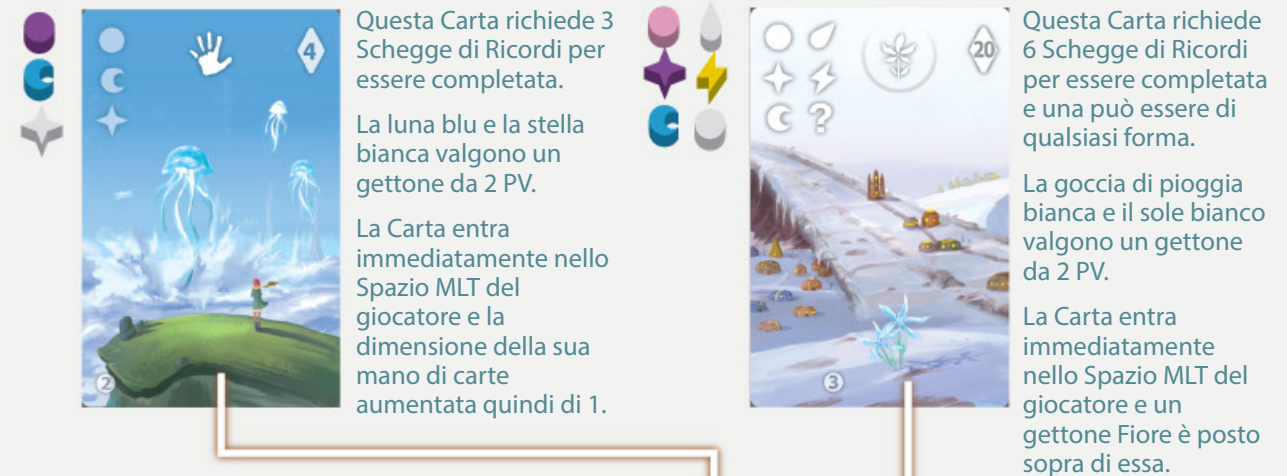 4
Questa Carta richiede 3
Schegge di Ricordi per
essere completata.
La luna blu e la stella
bianca valgono un
gettone da 2 PV.
La Carta entra
immediatamente nello
Spazio MLT del
giocatore e la
dimensione della sua
mano di carte
aumentata quindi di 1.
2
20
?
Questa Carta richiede
6 Schegge di Ricordi
per essere completata
e una può essere di
qualsiasi forma.
La goccia di pioggia
bianca e il sole bianco
valgono un gettone
da 2 PV.
La Carta entra
immediatamente
nello Spazio MLT del
giocatore e un
gettone Fiore è posto
sopra di essa.
3